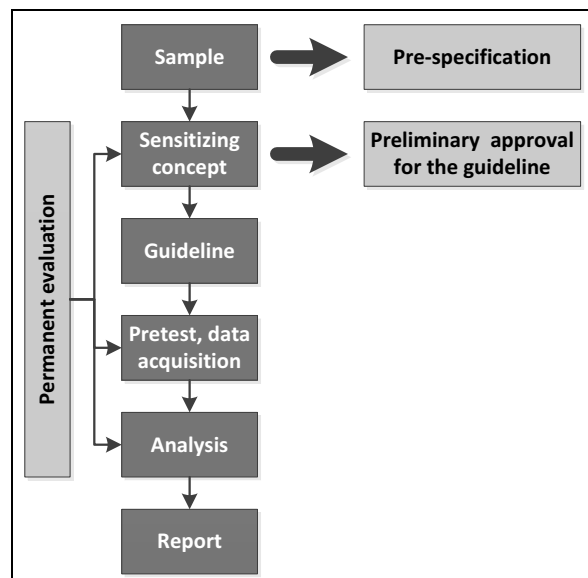 Sample
Pre-specification
Sensitizing
concept
Preliminary approval
for the guideline
Permanent evaluation
Guideline
Pretest, data
acquisition
Analysis
Report